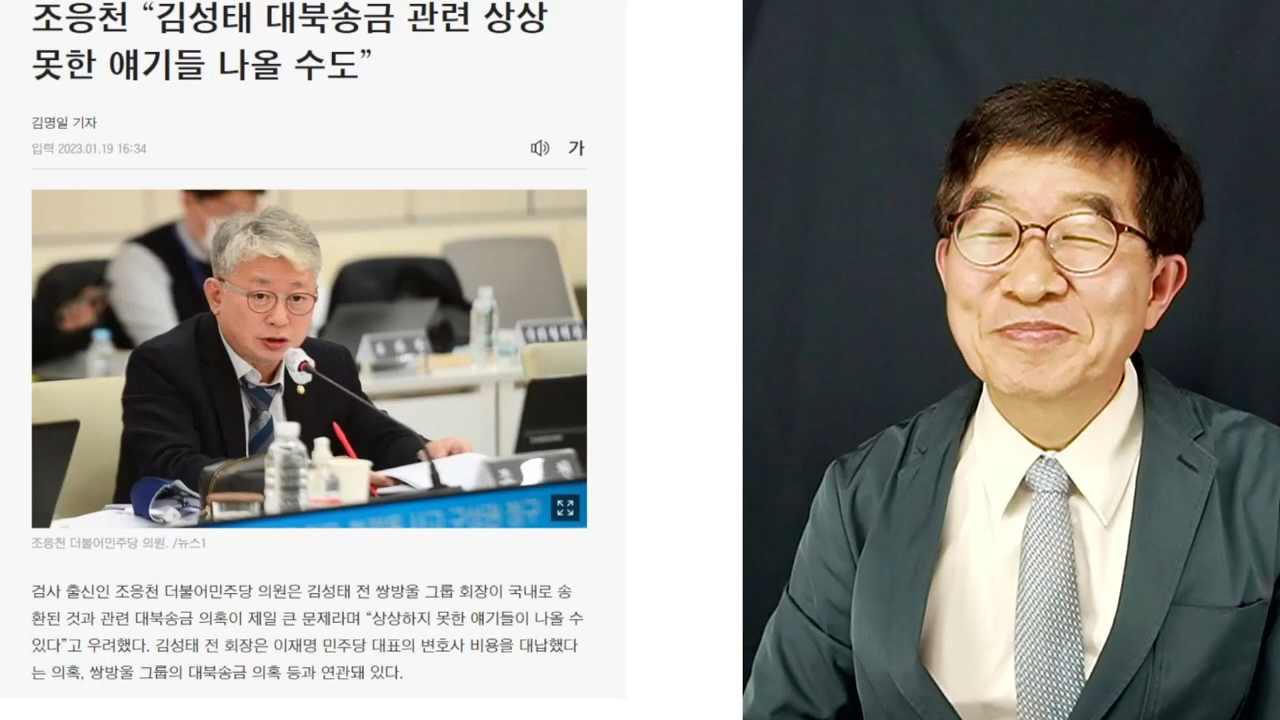 조응천 “김성태 대북송금 관련 상상
못한 얘기들 나올 수도”
김명일 기자
입력 2023.01.19 16:34
가
조응천 더불어민주당 의원. /뉴스1
검사 출신인 조응천 더불어민주당 의원은 김성태 전 쌍방울 그룹 회장이 국내로 송
환된 것과 관련 대북송금 의혹이 제일 큰 문제라며 “상상하지 못한 얘기들이 나올 수
있다”고 우려했다. 김성태 전 회장은 이재명 민주당 대표의 변호사 비용을 대납했다
는 의혹, 쌍방울 그룹의 대북송금 의혹 등과 연관돼 있다.